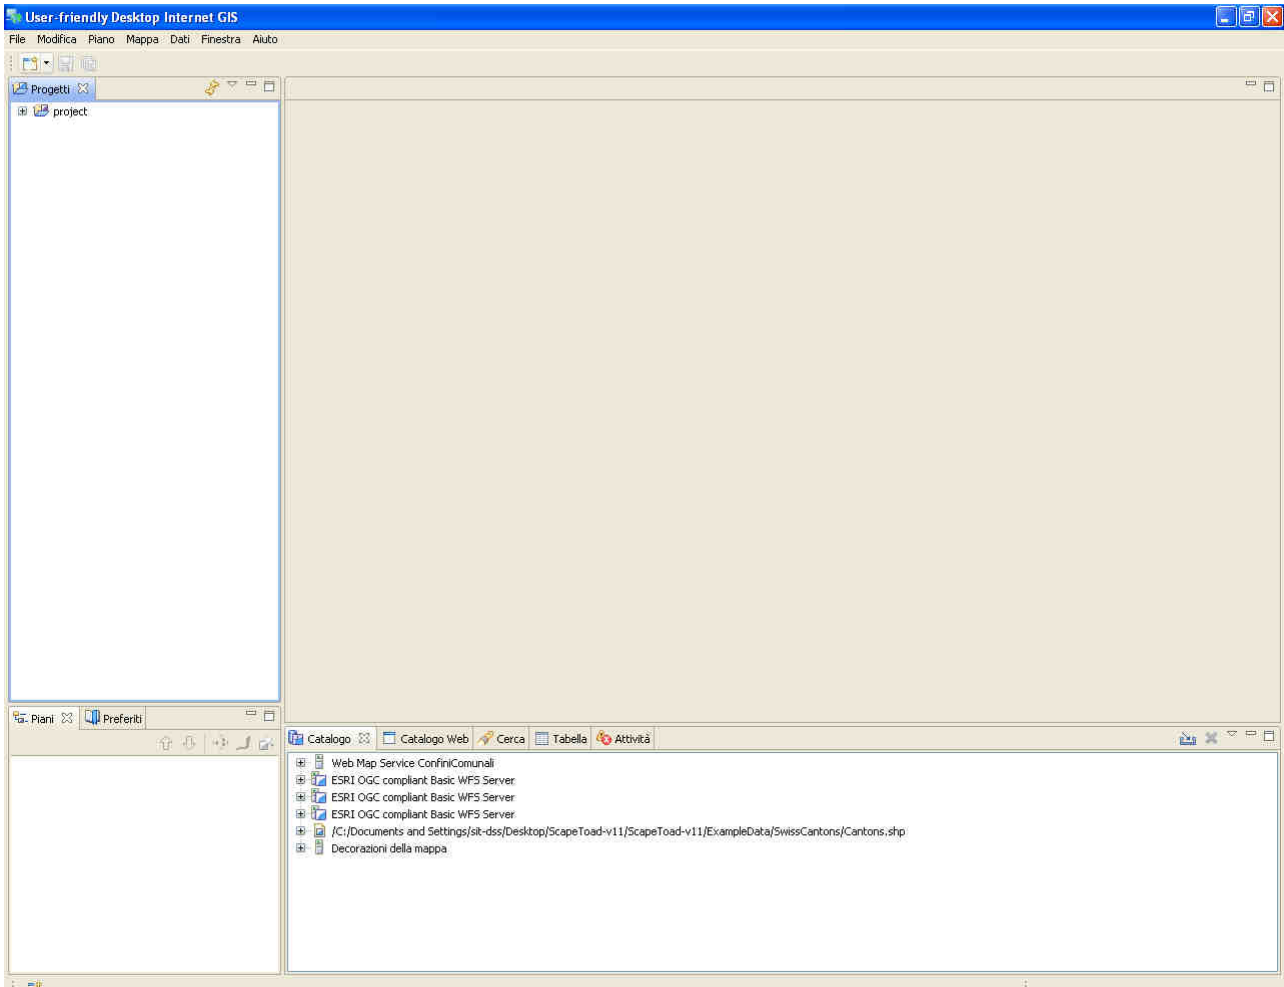 User-friendly Desktop Internet GIS
File Modifica Piano Mappa Dati Finestra Aiuto
Progetti
project
Piani Preferiti
Catalogo Catalogo Web Cerca Tabella Attività
Web Map Service ConfiniComunali
ESRI OGC compliant Basic WFS Server
ESRI OGC compliant Basic WFS Server
ESRI OGC compliant Basic WFS Server
/C:/Documents and Settings/sit-dss/Desktop/ScapeToad-v11/ScapeToad-v11/ExampleData/SwissCantons/Cantons.shp
Decorazioni della mappa